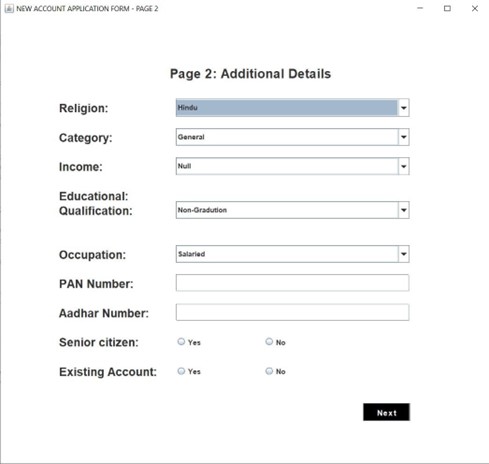 NEW ACCOUNT APPLICATION FORM - PAGE 2
Page 2: Additional Details
Religion: Hindu
Category: General
Income: Null
Educational:
Qualification: Non-Gradution
Occupation: Salaried
PAN Number:
Aadhar Number:
Senior citizen: Yes No
Existing Account: Yes No
Next